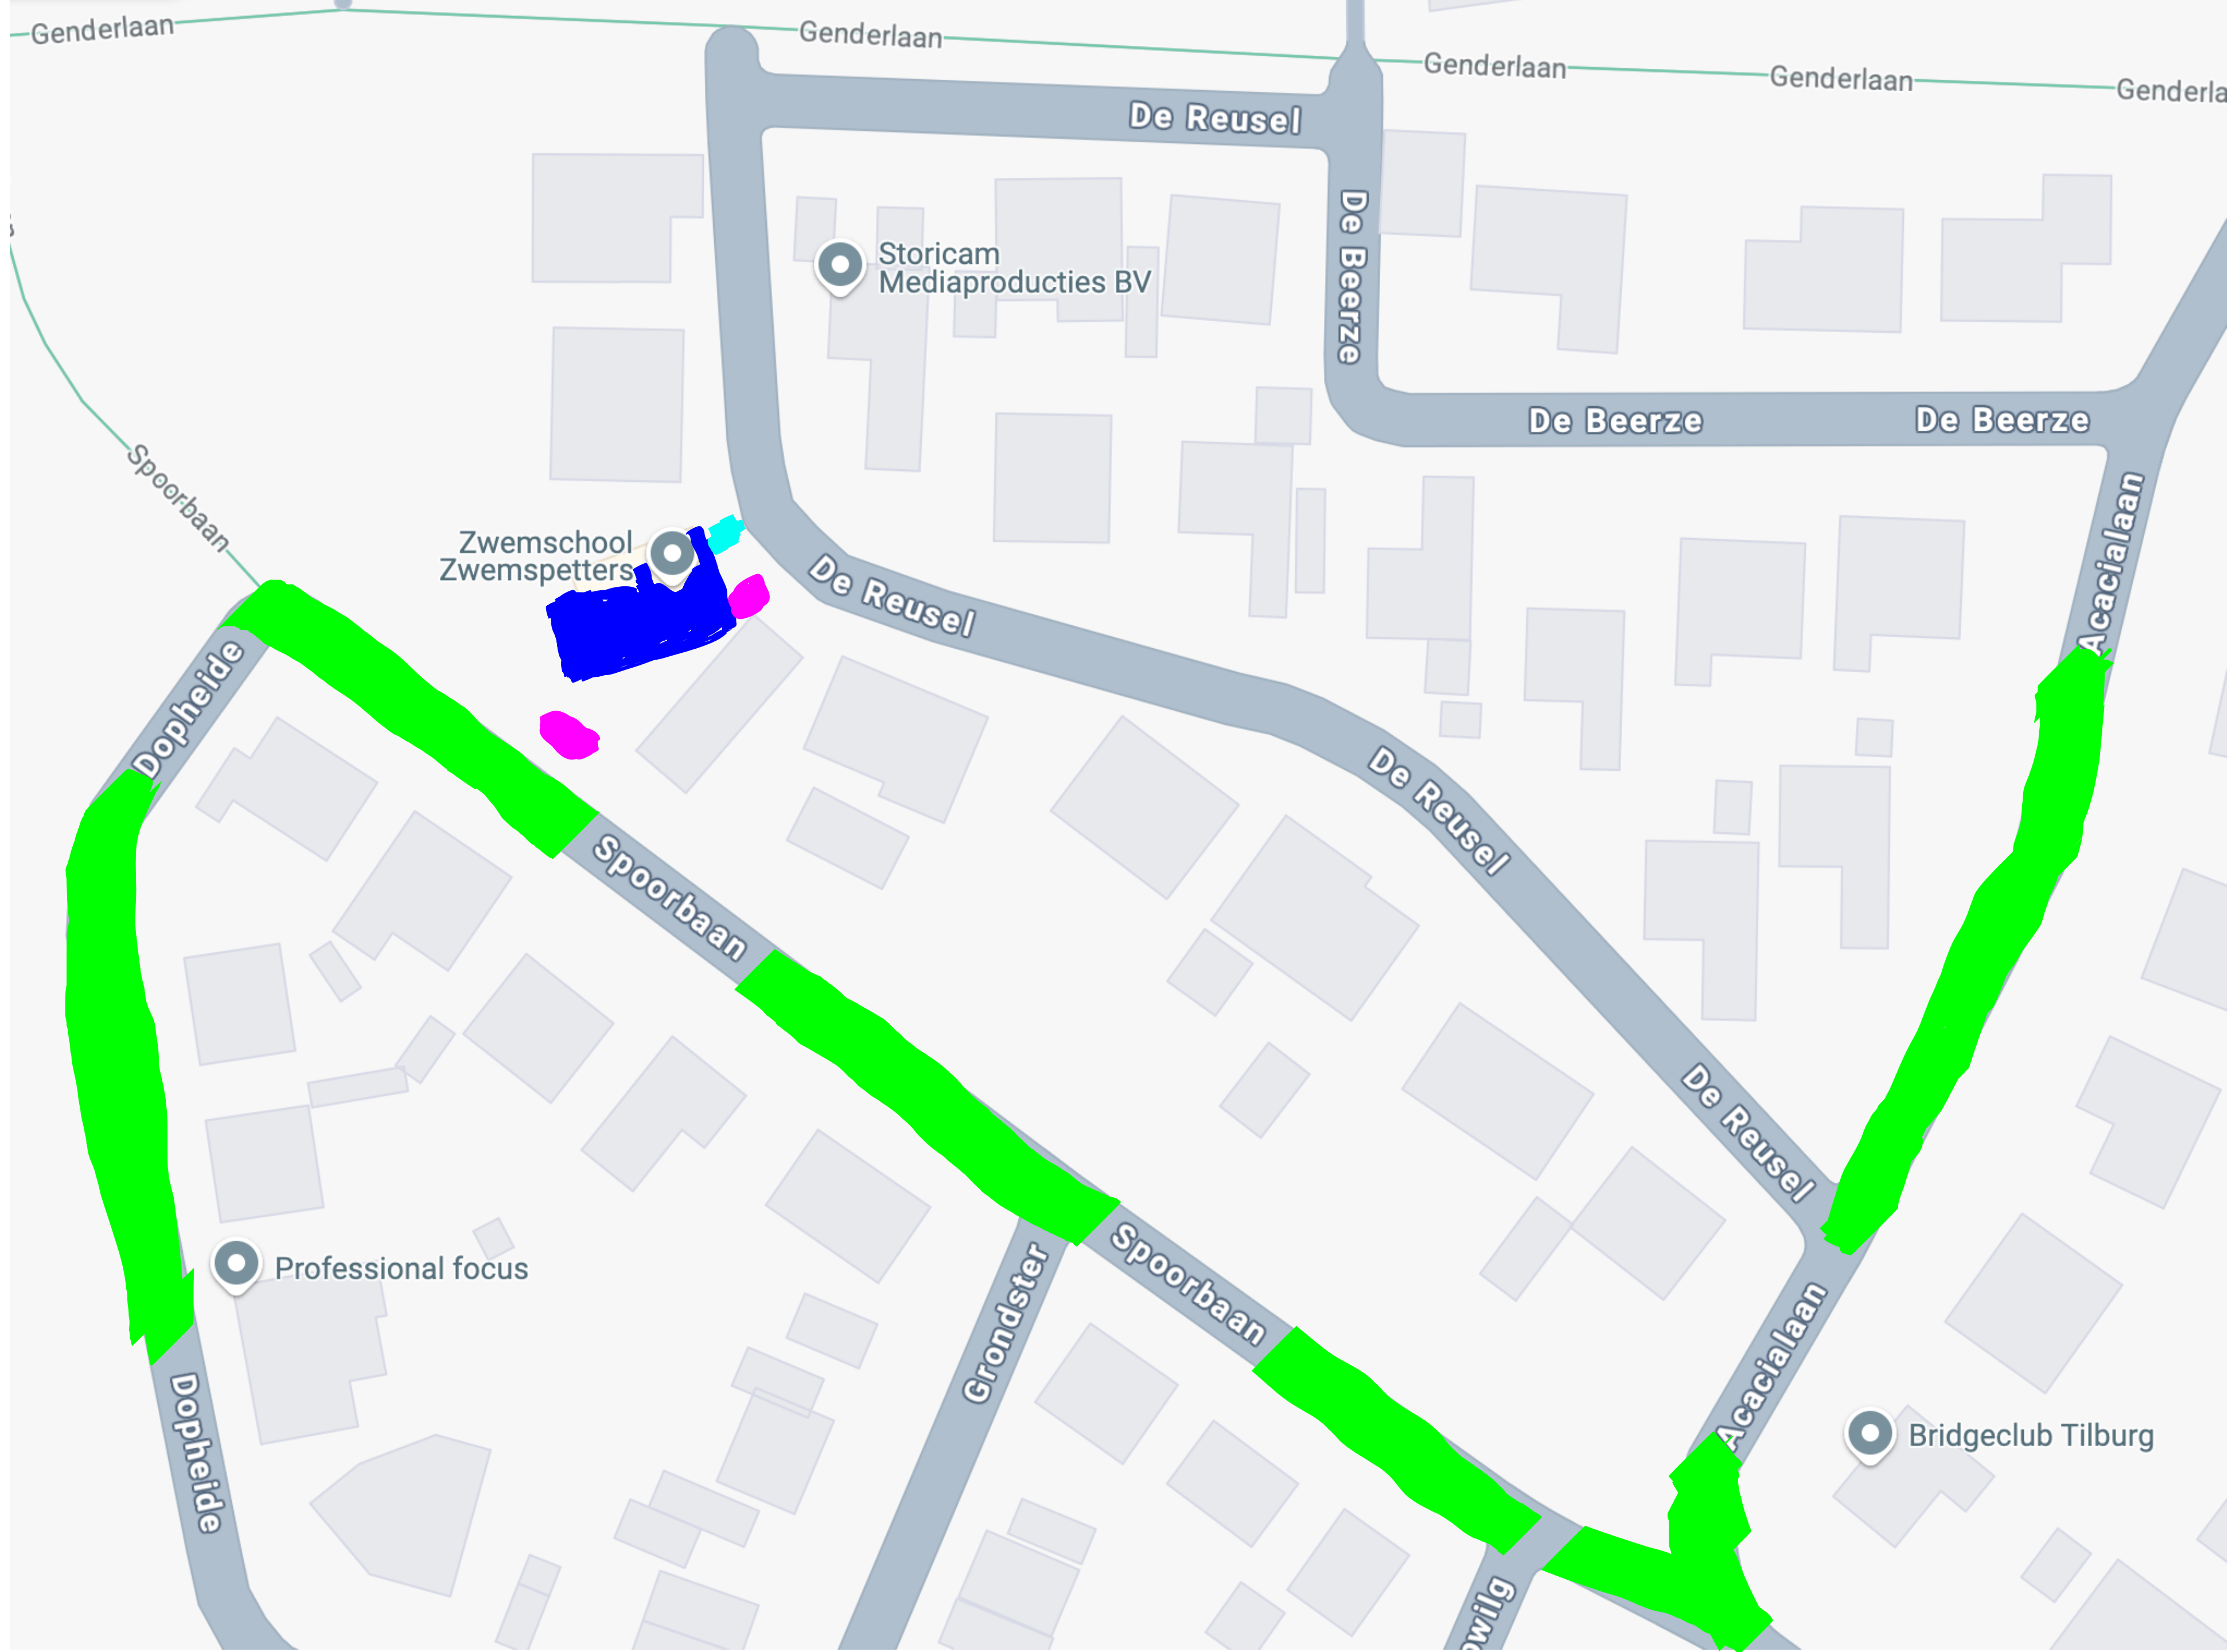 Genderlaan
Genderlaan
Genderlaan
Genderlaan
Genderla
De Reusel
De Beerze
Storicam
Mediaproducties BV
De Beerze
De Beerze
Spoorbaan
Acacialaan
Zwemschool
Zwemspetters
De Reusel
Dopheide
De Reusel
Spoorbaan
De Reusel
Professional focus
Spoorbaan
Grondster
Acacialaan
Bridgeclub Tilburg
Dopheide
owilg